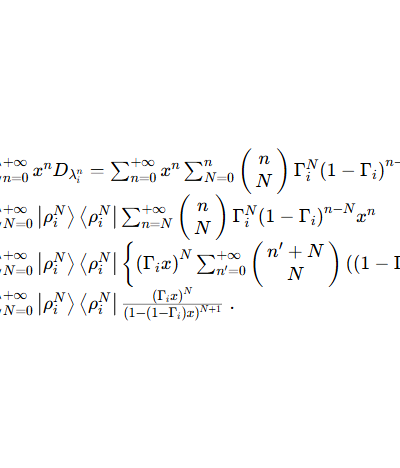 ∑_{n=0}^{+∞} x^n D_{λ_i^n} = ∑_{n=0}^{+∞} x^n ∑_{N=0}^{n} (n N) Γ_i^N (1 − Γ_i)^{n−
∑_{N=0}^{+∞} |ρ_i^N⟩ ⟨ρ_i^N| ∑_{n=N}^{+∞} (n N) Γ_i^N (1 − Γ_i)^{n−N} x^n
∑_{N=0}^{+∞} |ρ_i^N⟩ ⟨ρ_i^N| { (Γ_i x)^N ∑_{n′=0}^{+∞} (n′ + N N) ((1 − Γ
∑_{N=0}^{+∞} |ρ_i^N⟩ ⟨ρ_i^N| (Γ_i x)^N / (1−(1−Γ_i)x)^{N+1} .